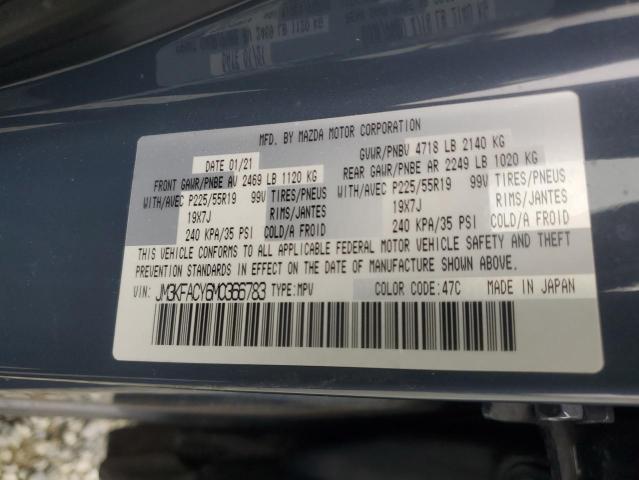 MFD. BY MAZDA MOTOR CORPORATION
DATE 01/21 GVWR/PNBV 4718 LB 2140 KG
FRONT GAWR/PNBE AV 2469 LB 1120 KG REAR GAWR/PNBE AR 2249 LB 1020 KG
WITH/AVEC P225/55R19 99V TIRES/PNEUS WITH/AVEC P225/55R19 99V TIRES/PNEUS
19X7J RIMS/JANTES 19X7J RIMS/JANTES
240 KPA/35 PSI COLD/A FROID 240 KPA/35 PSI COLD/A FROID
THIS VEHICLE CONFORMS TO ALL APPLICABLE FEDERAL MOTOR VEHICLE SAFETY AND THEFT
PREVENTION STANDARDS IN EFFECT ON THE DATE OF MANUFACTURE SHOWN ABOVE.
VIN: JM3KFACY6M0366783 TYPE:MPV COLOR CODE:47C MADE IN JAPAN